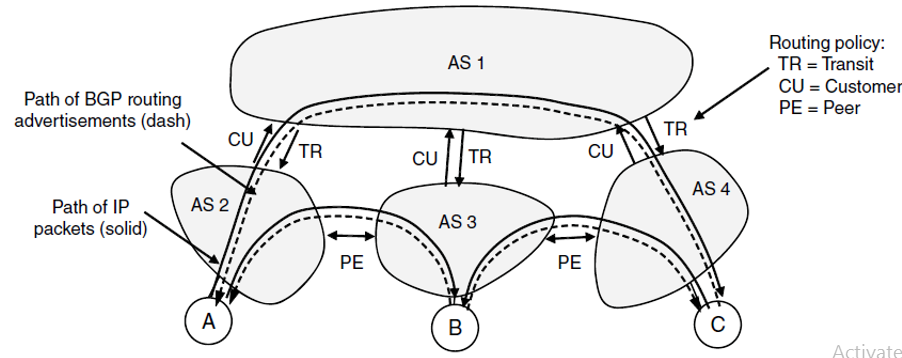 AS 1
Routing policy:
TR = Transit
CU = Customer
PE = Peer
Path of BGP routing
advertisements (dash)
CU
TR
CU
TR
CU
TR
Path of IP
packets (solid)
AS 2
AS 3
AS 4
PE
PE
A
B
C
Activate